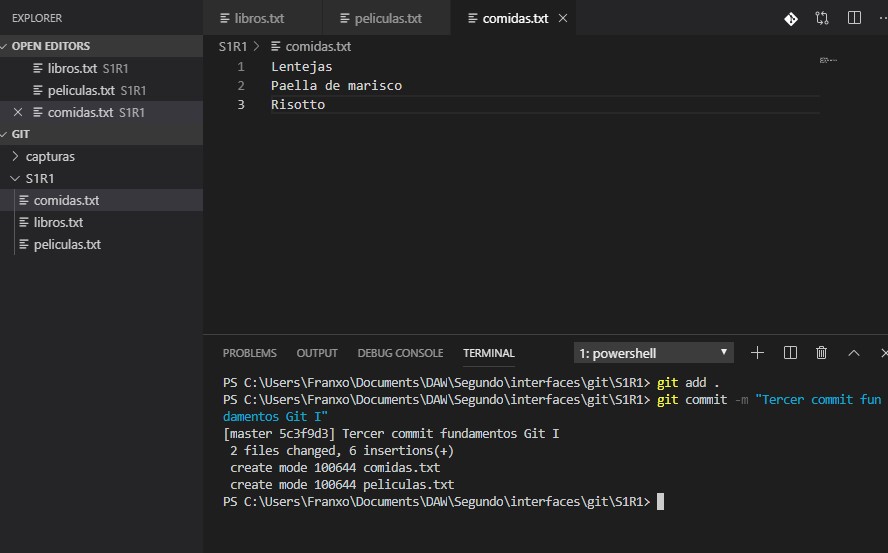 EXPLORER
OPEN EDITORS
libros.txt S1R1
peliculas.txt S1R1
comidas.txt S1R1
GIT
capturas
S1R1
comidas.txt
libros.txt
peliculas.txt
libros.txt peliculas.txt comidas.txt
S1R1 > comidas.txt
1 Lentejas
2 Paella de marisco
3 Risotto
PROBLEMS OUTPUT DEBUG CONSOLE TERMINAL 1: powershell
PS C:\Users\Franxo\Documents\DAW\Segundo\interfaces\git\S1R1> git add .
PS C:\Users\Franxo\Documents\DAW\Segundo\interfaces\git\S1R1> git commit -m "Tercer commit fun
damentos Git I"
[master 5c3f9d3] Tercer commit fundamentos Git I
 2 files changed, 6 insertions(+)
 create mode 100644 comidas.txt
 create mode 100644 peliculas.txt
PS C:\Users\Franxo\Documents\DAW\Segundo\interfaces\git\S1R1>